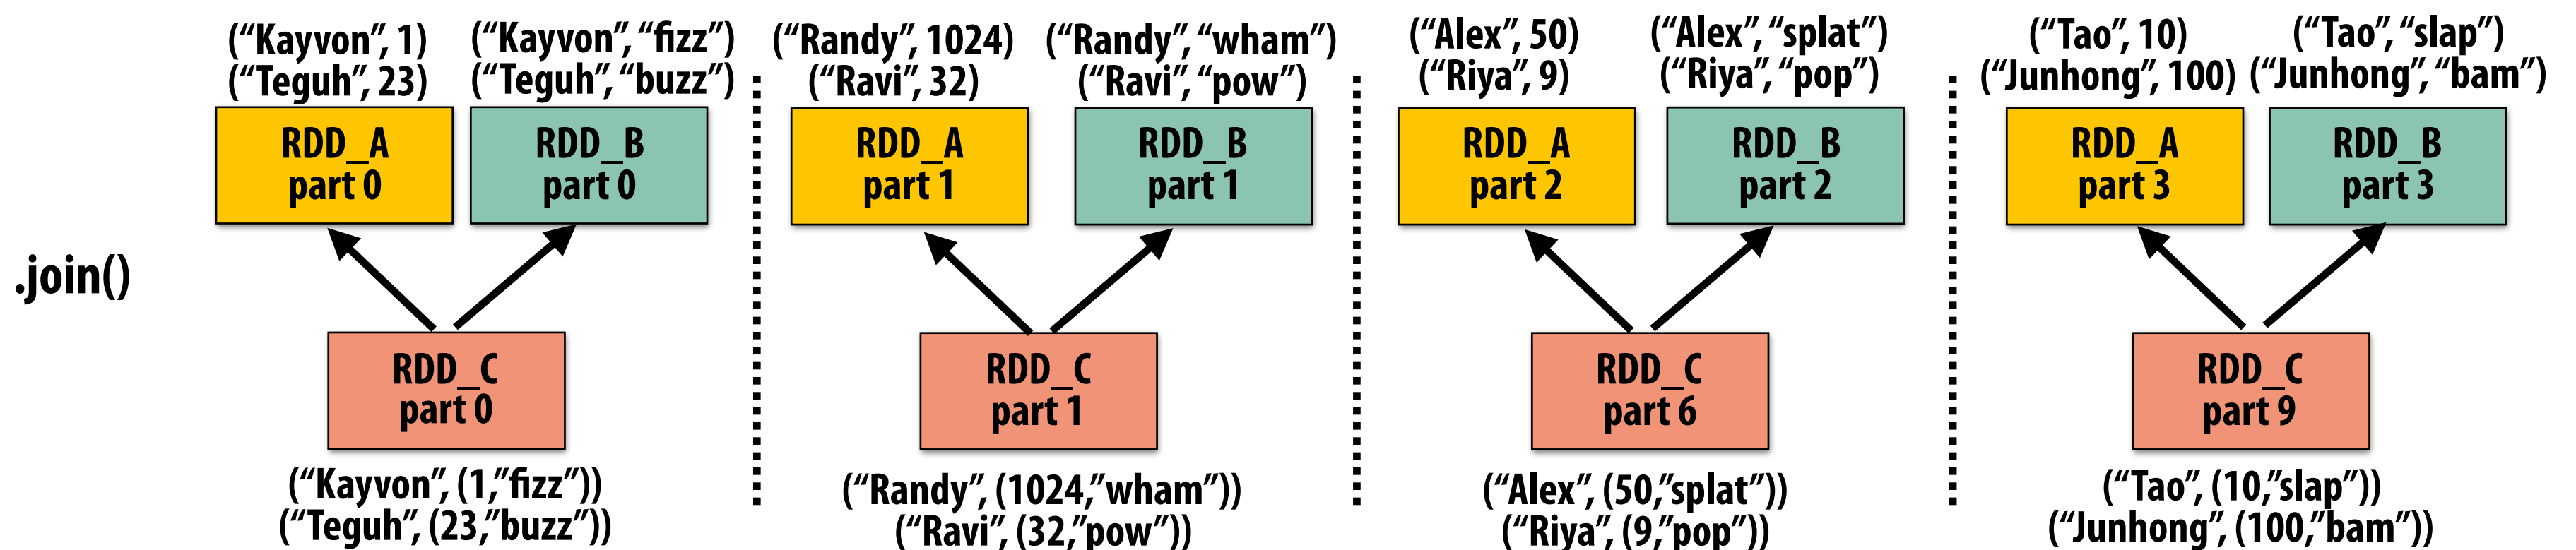 (“Kayvon”, 1)
(“Teguh”, 23)
(“Kayvon”, “fizz”)
(“Teguh”, “buzz”)
(“Randy”, 1024)
(“Ravi”, 32)
(“Randy”, “wham”)
(“Ravi”, “pow”)
(“Alex”, 50)
(“Riya”, 9)
(“Alex”, “splat”)
(“Riya”, “pop”)
(“Tao”, 10)
(“Junhong”, 100)
(“Tao”, “slap”)
(“Junhong”, “bam”)
RDD_A
part 0
RDD_B
part 0
RDD_A
part 1
RDD_B
part 1
RDD_A
part 2
RDD_B
part 2
RDD_A
part 3
RDD_B
part 3
.join()
RDD_C
part 0
RDD_C
part 1
RDD_C
part 6
RDD_C
part 9
(“Kayvon”, (1,”fizz”))
(“Teguh”, (23,”buzz”))
(“Randy”, (1024,”wham”))
(“Ravi”, (32,”pow”))
(“Alex”, (50,”splat”))
(“Riya”, (9,”pop”))
(“Tao”, (10,”slap”))
(“Junhong”, (100,”bam”))